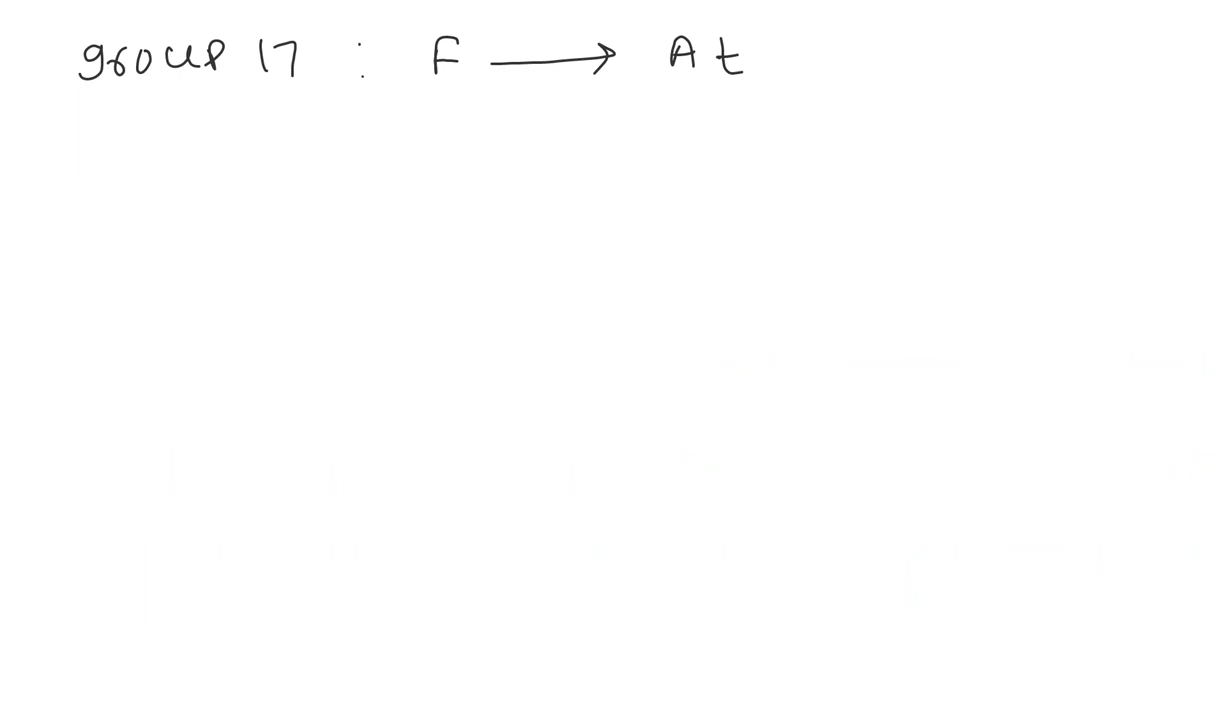 group 17 : F ⟶ At